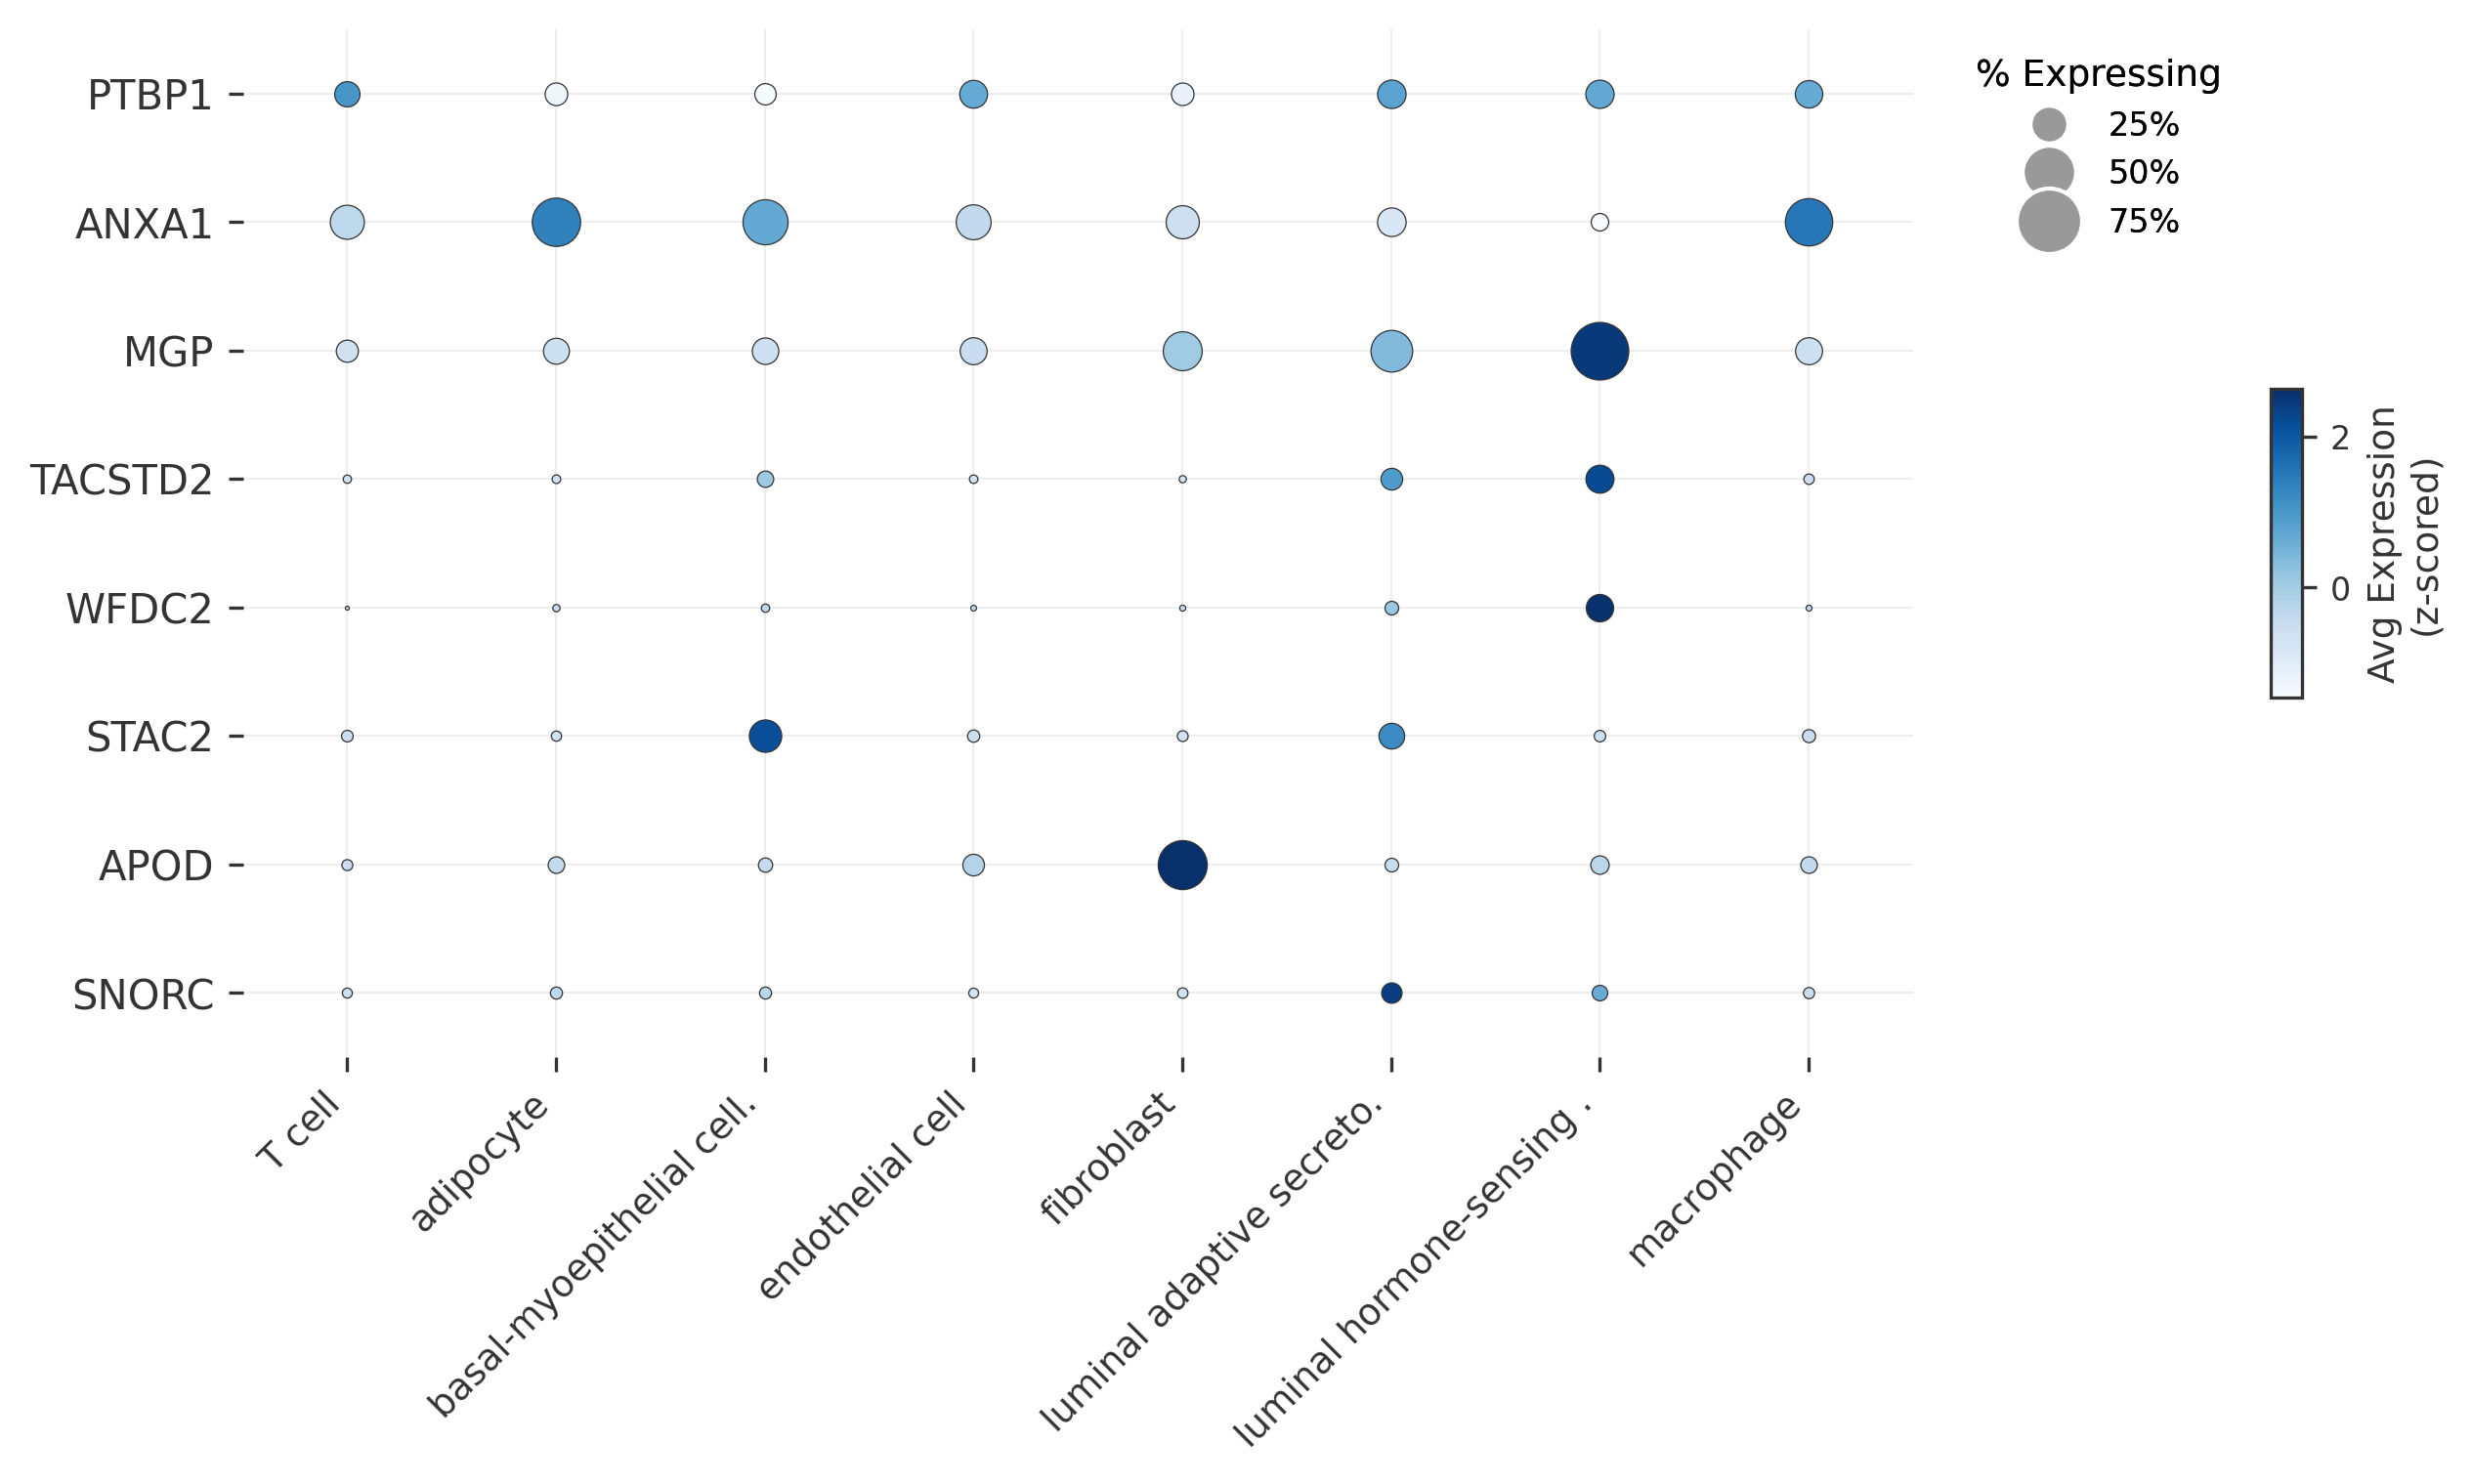 PTBP1
ANXA1
MGP
TACSTD2
WFDC2
STAC2
APOD
SNORC
T cell
adipocyte
basal-myoepithelial cell.
endothelial cell
fibroblast
luminal adaptive secreto.
luminal hormone-sensing .
macrophage
% Expressing
25%
50%
75%
2
0
Avg Expression
(z-scored)